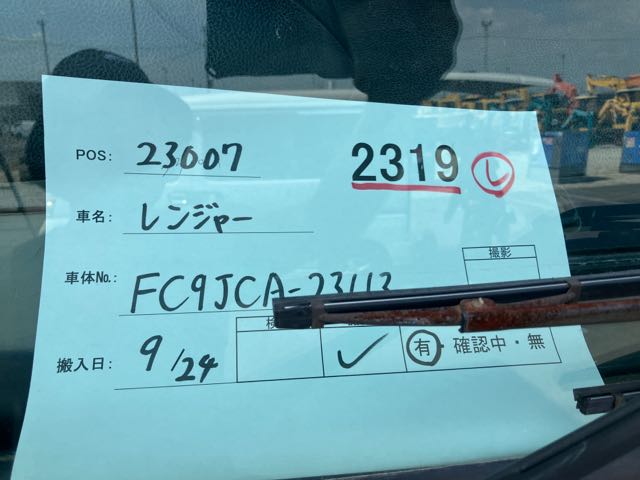 POS: 23007
2319 レ
車名: レンジャー
車体No.: FC9JCA-23113
撮影
搬入日: 9/24
✓
有・確認中・無